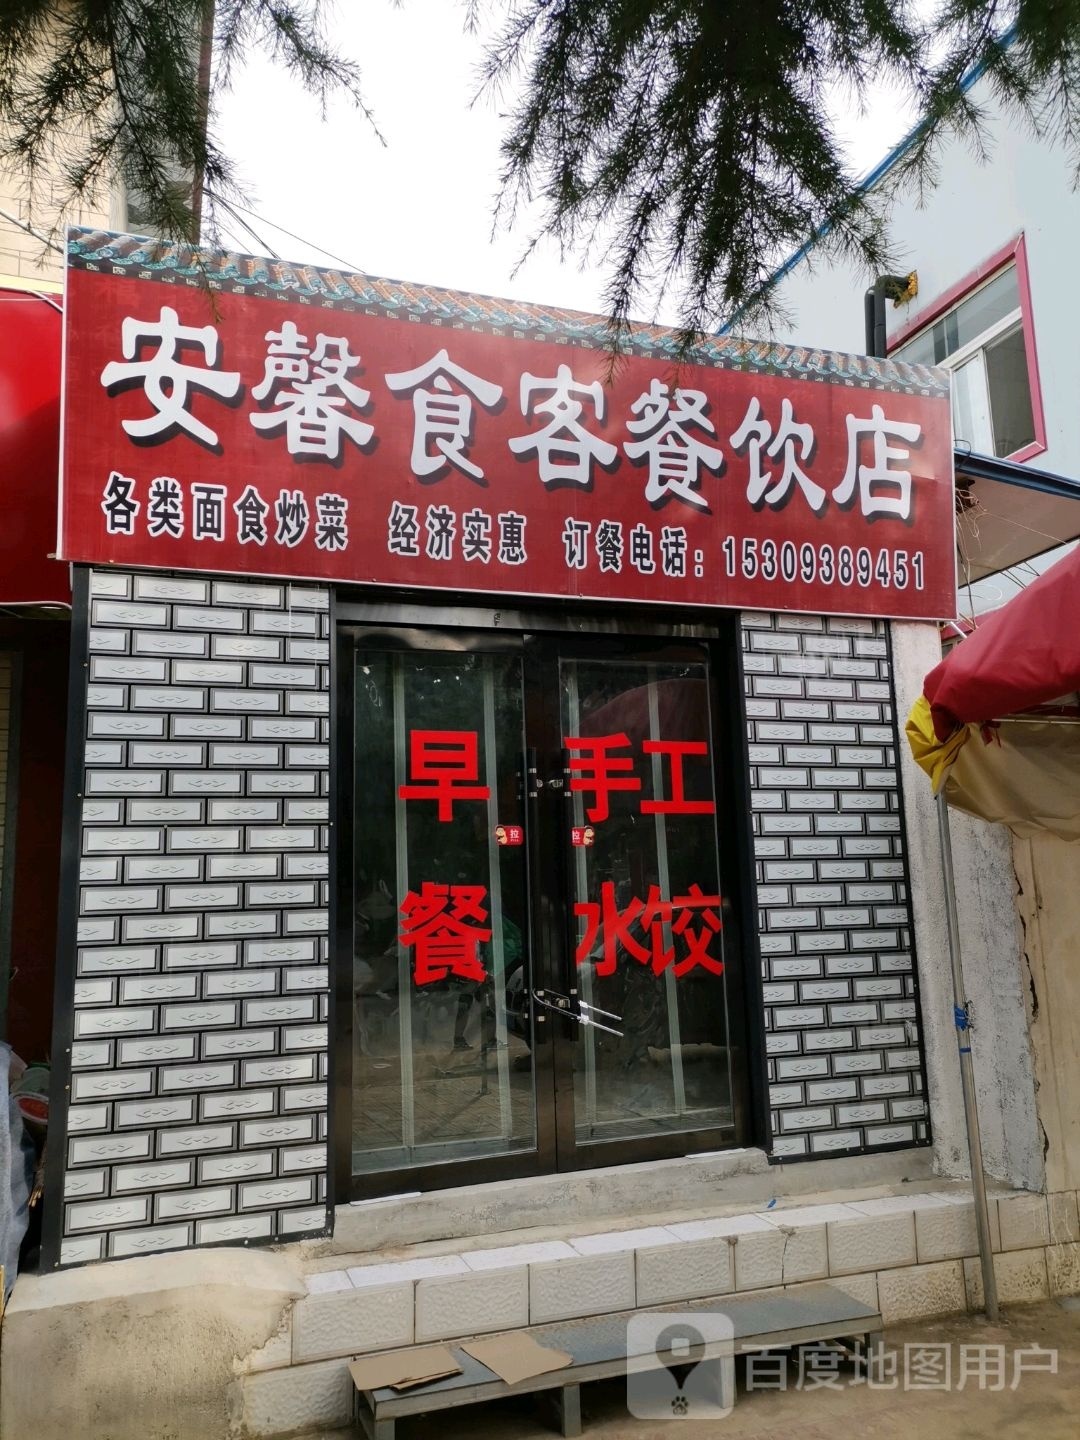 安馨食客餐饮店
各类面食炒菜 经济实惠 订餐电话：15309389451
早餐
手工
水饺
拉
拉
百度地图用户